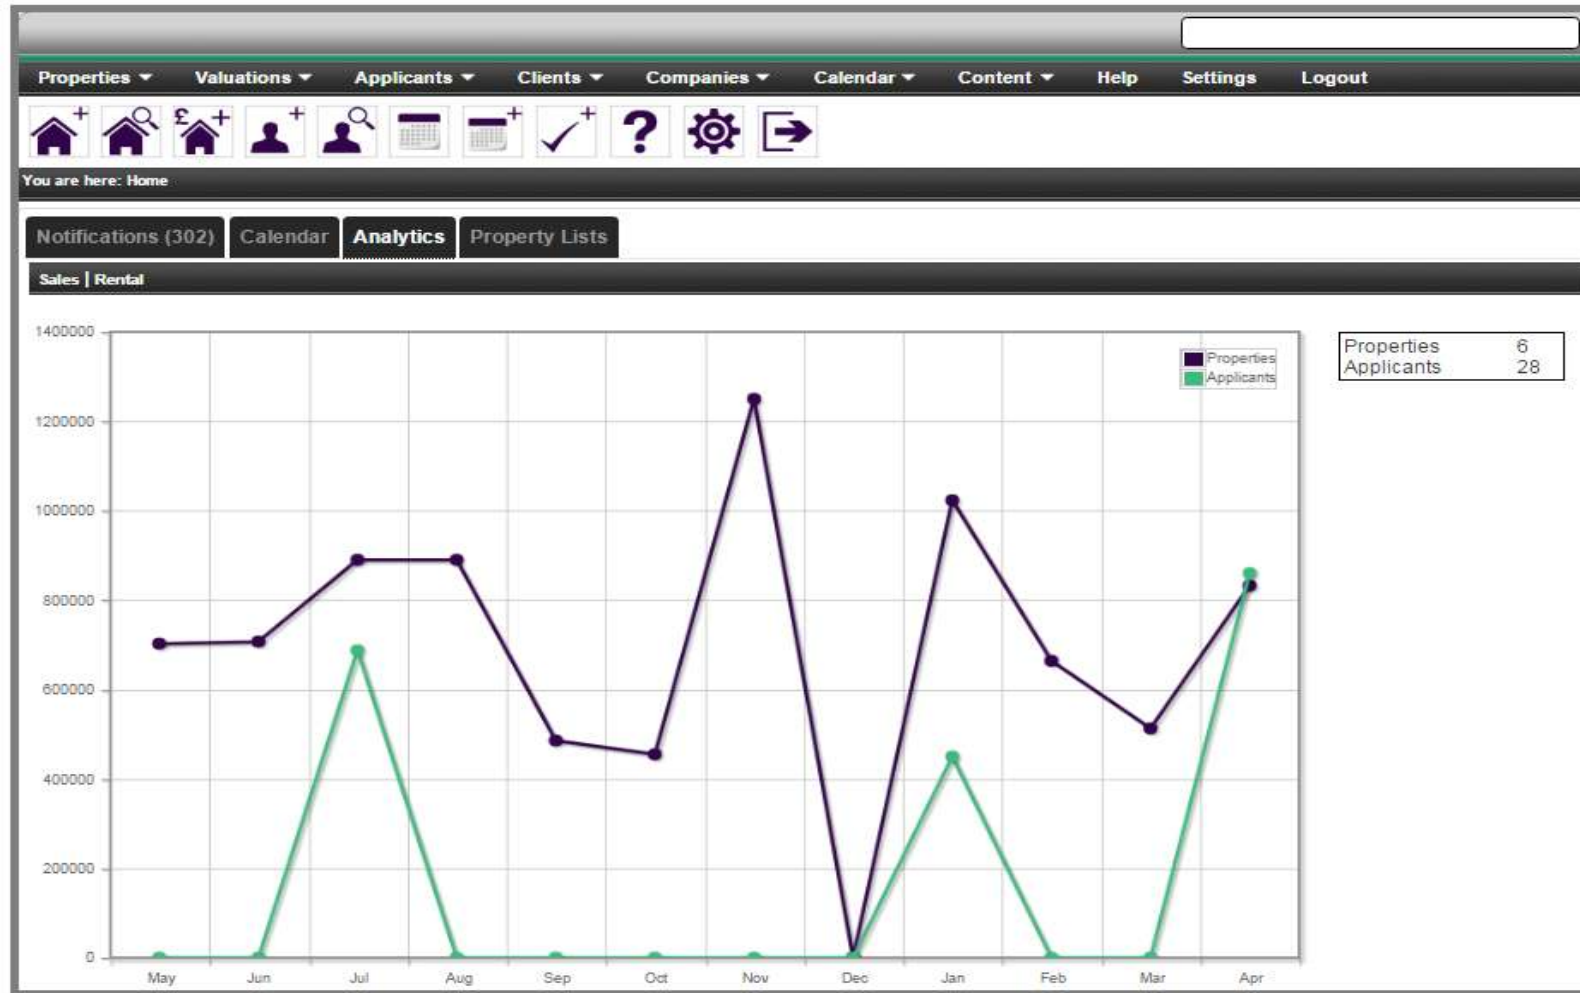 Properties Valuations Applicants Clients Companies Calendar Content Help Settings Logout
+ £ + + + +
?
You are here: Home
Notifications (302) Calendar Analytics Property Lists
Sales | Rental
1400000
1200000
1000000
800000
600000
400000
200000
0
Properties
Applicants
Properties 6
Applicants 28
May Jun Jul Aug Sep Oct Nov Dec Jan Feb Mar Apr